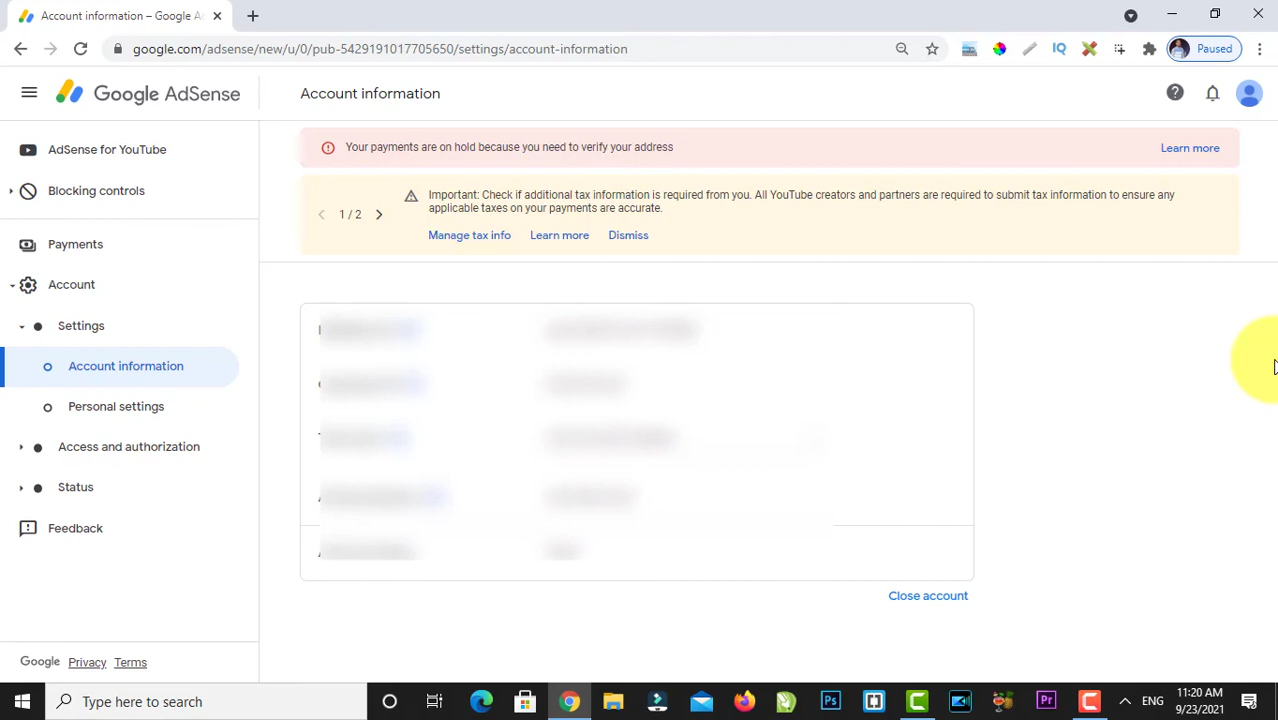 Account information – Google A
google.com/adsense/new/u/0/pub-5429191017705650/settings/account-information
IQ
Paused
Google AdSense
Account information
AdSense for YouTube
Blocking controls
Payments
Account
Settings
Account information
Personal settings
Access and authorization
Status
Feedback
Google Privacy Terms
Your payments are on hold because you need to verify your address
Learn more
1 / 2
Important: Check if additional tax information is required from you. All YouTube creators and partners are required to submit tax information to ensure any
applicable taxes on your payments are accurate.
Manage tax info Learn more Dismiss
Close account
Type here to search
Ps
Pr
ENG
11:20 AM
9/23/2021